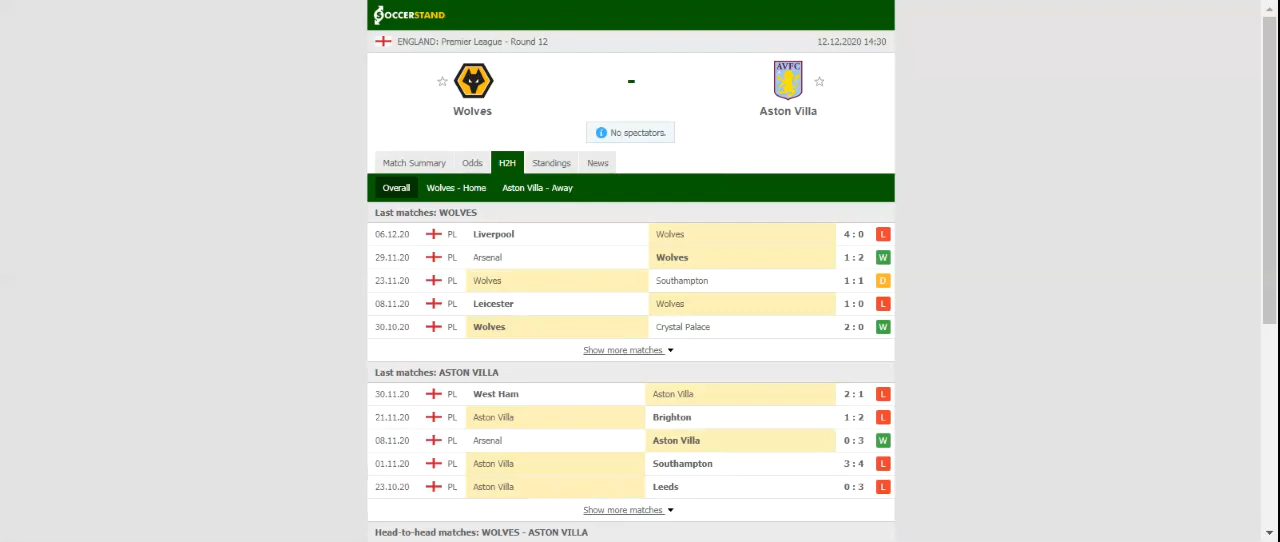 SOCCERSTAND
ENGLAND: Premier League - Round 12 12.12.2020 14:30
AVFC
-
Wolves Aston Villa
i No spectators.
Match Summary Odds H2H Standings News
Overall Wolves - Home Aston Villa - Away
Last matches: WOLVES
06.12.20 PL Liverpool Wolves 4 : 0 L
29.11.20 PL Arsenal Wolves 1 : 2 W
23.11.20 PL Wolves Southampton 1 : 1 D
08.11.20 PL Leicester Wolves 1 : 0 L
30.10.20 PL Wolves Crystal Palace 2 : 0 W
Show more matches
Last matches: ASTON VILLA
30.11.20 PL West Ham Aston Villa 2 : 1 L
21.11.20 PL Aston Villa Brighton 1 : 2 L
08.11.20 PL Arsenal Aston Villa 0 : 3 W
01.11.20 PL Aston Villa Southampton 3 : 4 L
23.10.20 PL Aston Villa Leeds 0 : 3 L
Show more matches
Head-to-head matches: WOLVES - ASTON VILLA